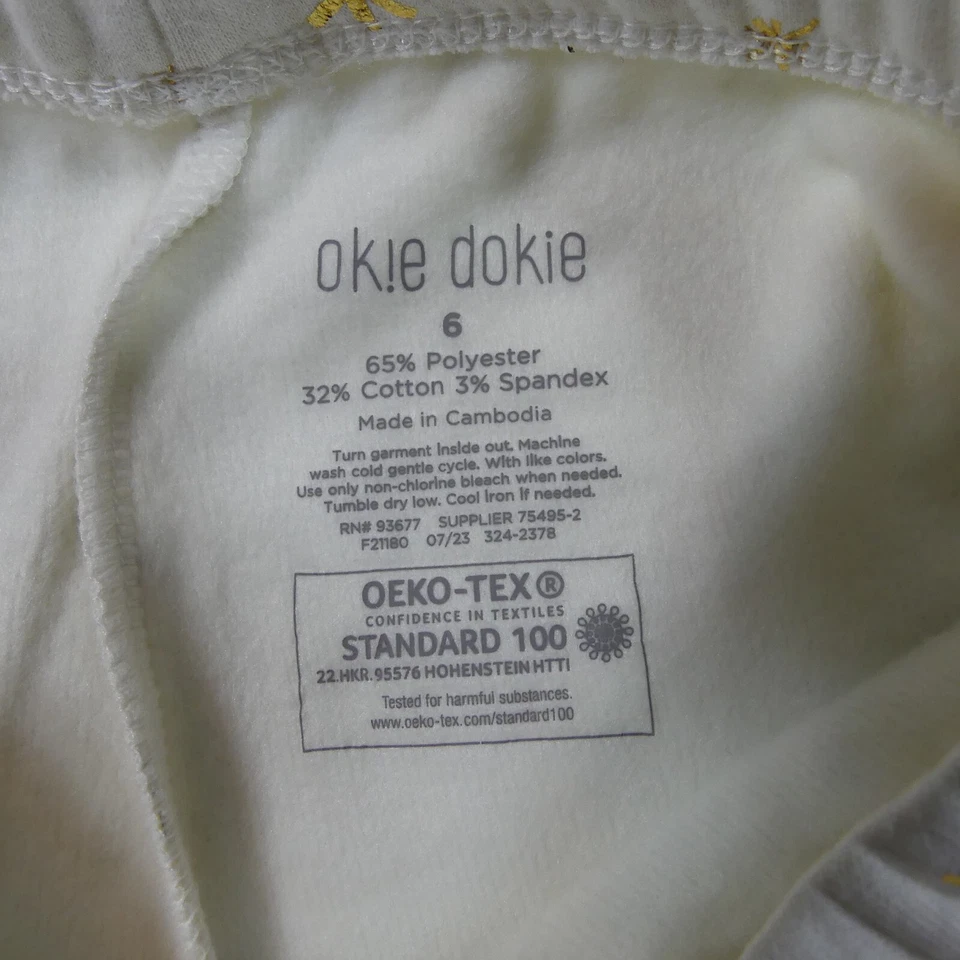 ok!e dokie
6
65% Polyester
32% Cotton 3% Spandex
Made in Cambodia
Turn garment inside out. Machine
wash cold gentle cycle. With like colors.
Use only non-chlorine bleach when needed.
Tumble dry low. Cool iron if needed.
RN# 93677 SUPPLIER 75495-2
F21180 07/23 324-2378
OEKO-TEX®
CONFIDENCE IN TEXTILES
STANDARD 100
22.HKR.95576 HOHENSTEIN HTTI
Tested for harmful substances.
www.oeko-tex.com/standard100